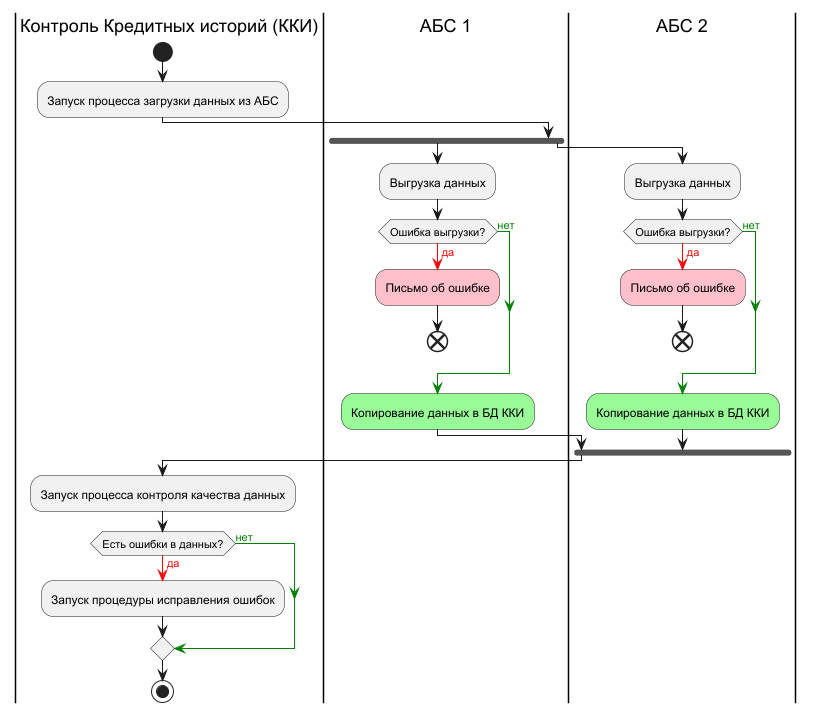 Контроль Кредитных историй (ККИ)
АБС 1
АБС 2
Запуск процесса загрузки данных из АБС
Выгрузка данных
Выгрузка данных
Ошибка выгрузки?
нет
Ошибка выгрузки?
нет
да
да
Письмо об ошибке
Письмо об ошибке
Копирование данных в БД ККИ
Копирование данных в БД ККИ
Запуск процесса контроля качества данных
Есть ошибки в данных?
нет
да
Запуск процедуры исправления ошибок